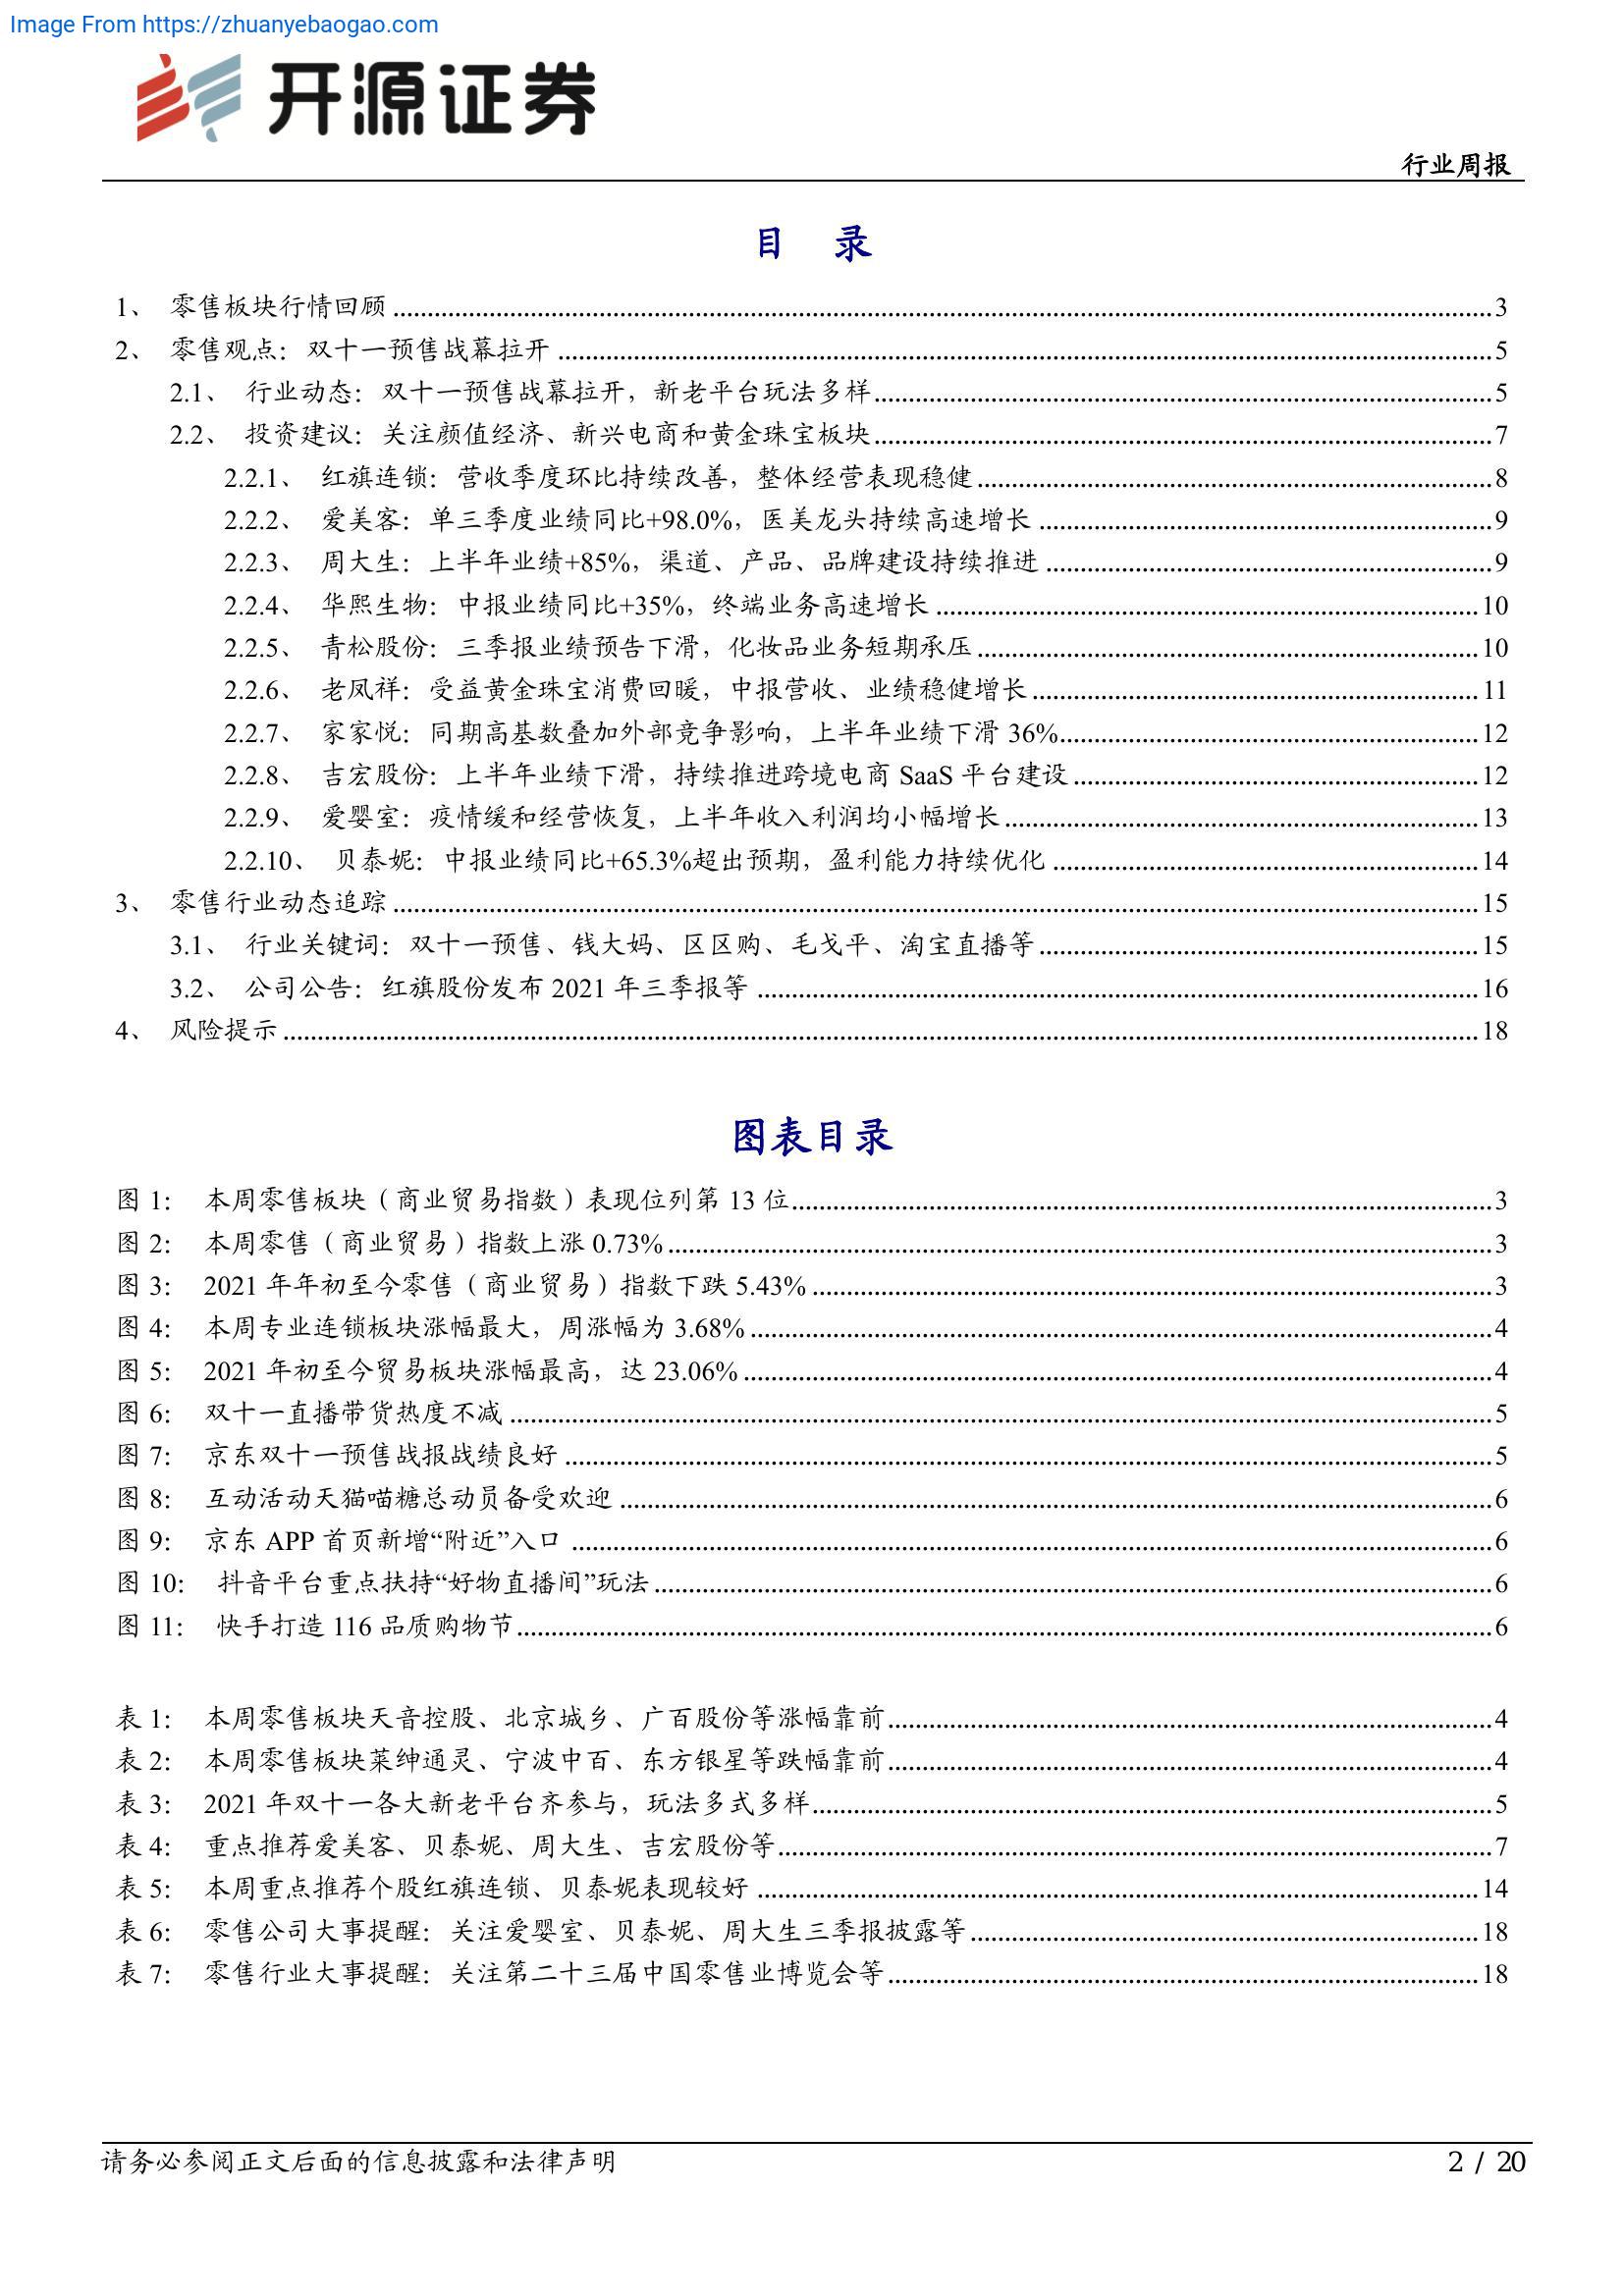 Image From https://zhuanyebaogao.com
开源证券
行业周报
目 录
1、 零售板块行情回顾 3
2、 零售观点：双十一预售战幕拉开 5
2.1、 行业动态：双十一预售战幕拉开，新老平台玩法多样 5
2.2、 投资建议：关注颜值经济、新兴电商和黄金珠宝板块 7
2.2.1、 红旗连锁：营收季度环比持续改善，整体经营表现稳健 8
2.2.2、 爱美客：单三季度业绩同比+98.0%，医美龙头持续高速增长 9
2.2.3、 周大生：上半年业绩+85%，渠道、产品、品牌建设持续推进 9
2.2.4、 华熙生物：中报业绩同比+35%，终端业务高速增长 10
2.2.5、 青松股份：三季报业绩预告下滑，化妆品业务短期承压 10
2.2.6、 老凤祥：受益黄金珠宝消费回暖，中报营收、业绩稳健增长 11
2.2.7、 家家悦：同期高基数叠加外部竞争影响，上半年业绩下滑 36% 12
2.2.8、 吉宏股份：上半年业绩下滑，持续推进跨境电商 SaaS 平台建设 12
2.2.9、 爱婴室：疫情缓和经营恢复，上半年收入利润均小幅增长 13
2.2.10、 贝泰妮：中报业绩同比+65.3%超出预期，盈利能力持续优化 14
3、 零售行业动态追踪 15
3.1、 行业关键词：双十一预售、钱大妈、区区购、毛戈平、淘宝直播等 15
3.2、 公司公告：红旗股份发布 2021 年三季报等 16
4、 风险提示 18
图表目录
图 1： 本周零售板块（商业贸易指数）表现位列第 13 位 3
图 2： 本周零售（商业贸易）指数上涨 0.73% 3
图 3： 2021 年年初至今零售（商业贸易）指数下跌 5.43% 3
图 4： 本周专业连锁板块涨幅最大，周涨幅为 3.68% 4
图 5： 2021 年初至今贸易板块涨幅最高，达 23.06% 4
图 6： 双十一直播带货热度不减 5
图 7： 京东双十一预售战报战绩良好 5
图 8： 互动活动天猫喵糖总动员备受欢迎 6
图 9： 京东 APP 首页新增“附近”入口 6
图 10： 抖音平台重点扶持“好物直播间”玩法 6
图 11： 快手打造 116 品质购物节 6
表 1： 本周零售板块天音控股、北京城乡、广百股份等涨幅靠前 4
表 2： 本周零售板块莱绅通灵、宁波中百、东方银星等跌幅靠前 4
表 3： 2021 年双十一各大新老平台齐参与，玩法多式多样 5
表 4： 重点推荐爱美客、贝泰妮、周大生、吉宏股份等 7
表 5： 本周重点推荐个股红旗连锁、贝泰妮表现较好 14
表 6： 零售公司大事提醒：关注爱婴室、贝泰妮、周大生三季报披露等 18
表 7： 零售行业大事提醒：关注第二十三届中国零售业博览会等 18
请务必参阅正文后面的信息披露和法律声明 2 / 20